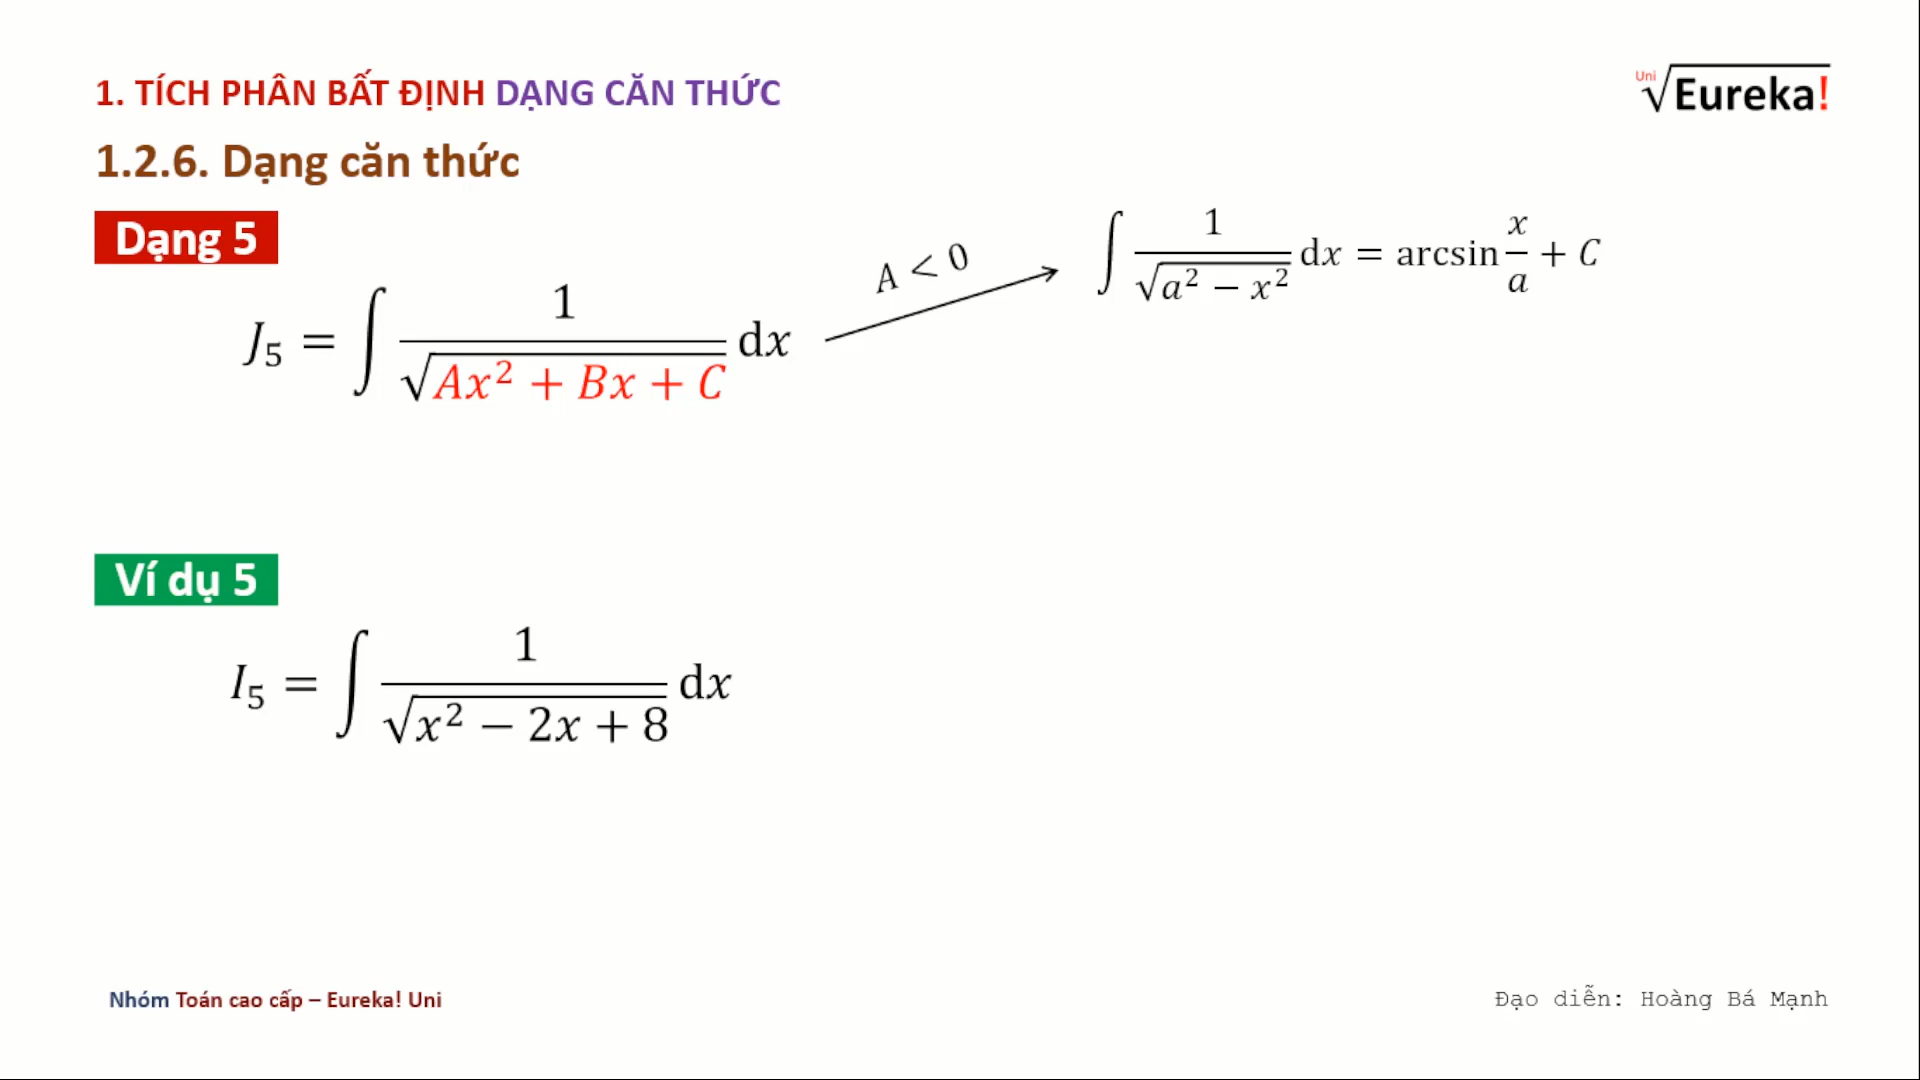 1. TÍCH PHÂN BẤT ĐỊNH DẠNG CĂN THỨC
Uni √Eureka!
1.2.6. Dạng căn thức
Dạng 5
J₅ = ∫ 1/√(Ax² + Bx + C) dx
A < 0
∫ 1/√(a² − x²) dx = arcsin x/a + C
Ví dụ 5
I₅ = ∫ 1/√(x² − 2x + 8) dx
Nhóm Toán cao cấp – Eureka! Uni
Đạo diễn: Hoàng Bá Mạnh